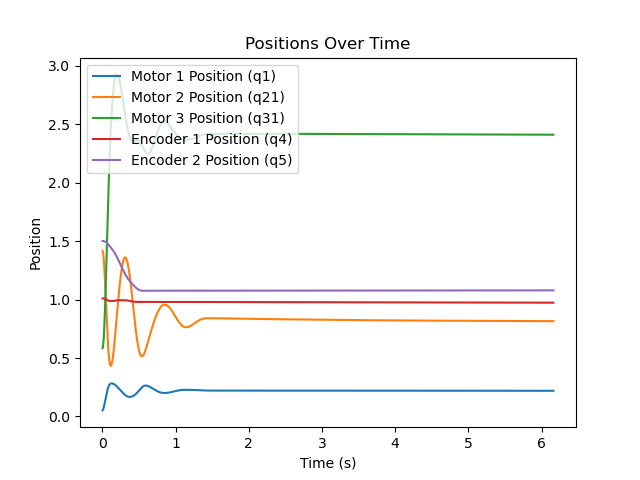 Positions Over Time
Motor 1 Position (q1)
Motor 2 Position (q21)
Motor 3 Position (q31)
Encoder 1 Position (q4)
Encoder 2 Position (q5)
Position
3.0
2.5
2.0
1.5
1.0
0.5
0.0
0 1 2 3 4 5 6
Time (s)